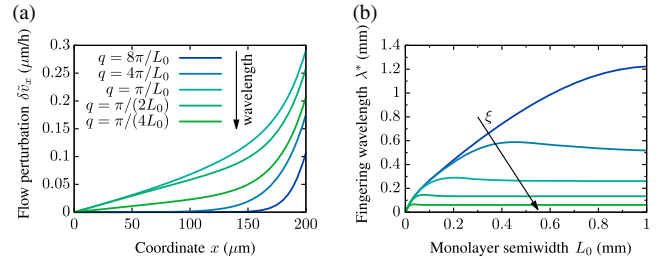 (a)
Flow perturbation δṽₓ (μm/h)
0.3
0.25
0.2
0.15
0.1
0.05
0
q = 8π/L₀
q = 4π/L₀
q = π/L₀
q = π/(2L₀)
q = π/(4L₀)
wavelength
0 50 100 150 200
Coordinate x (μm)
(b)
Fingering wavelength λ* (mm)
1.4
1.2
1
0.8
0.6
0.4
0.2
0
ξ
0 0.2 0.4 0.6 0.8 1
Monolayer semiwidth L₀ (mm)